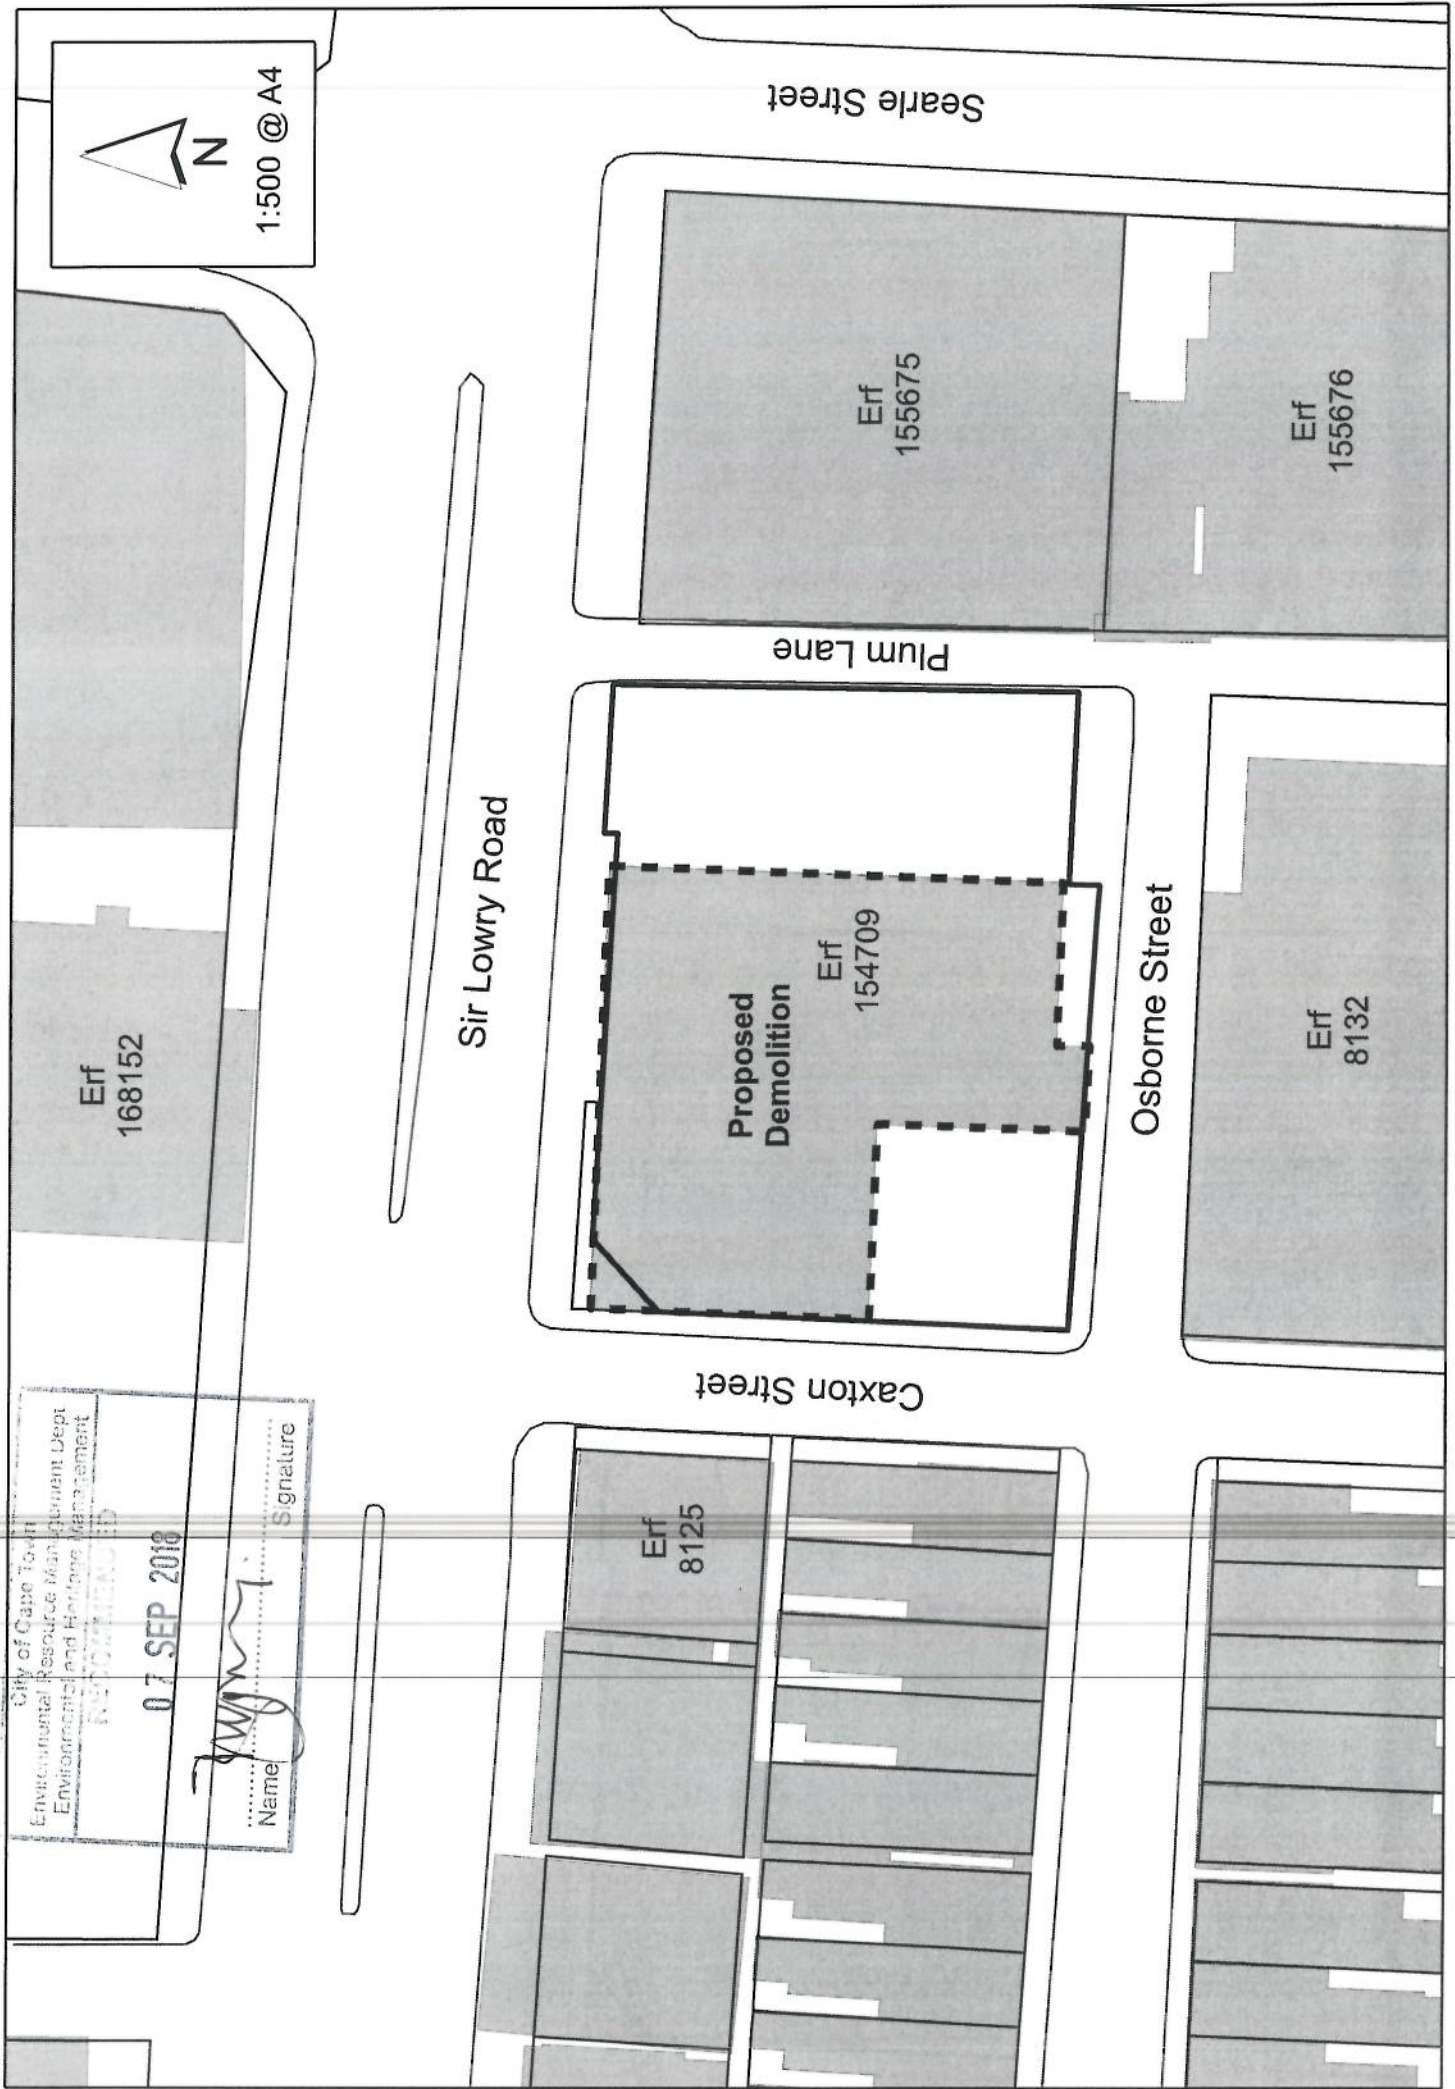 City of Cape Town
Environmental Resource Management Dept
Environmental and Heritage Management
RECOMMENDED
07 SEP 2018
Name
Signature
N
1:500 @ A4
Erf
168152
Sir Lowry Road
Searle Street
Plum Lane
Caxton Street
Osborne Street
Proposed
Demolition
Erf
154709
Erf
155675
Erf
155676
Erf
8125
Erf
8132